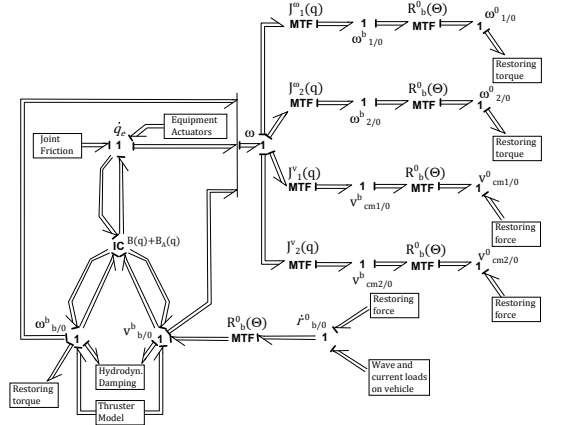 J^ω_1(q)
MTF
1
ω^b_1/0
R^0_b(Θ)
MTF
1
ω^0_1/0
Restoring
torque
J^ω_2(q)
MTF
1
ω^b_2/0
R^0_b(Θ)
MTF
1
ω^0_2/0
Restoring
torque
Joint
Friction
q̇_e
1
Equipment
Actuators
ω
1
J^v_1(q)
MTF
1
v^b_cm1/0
R^0_b(Θ)
MTF
1
v^0_cm1/0
Restoring
force
IC
B(q)+B_A(q)
J^v_2(q)
MTF
1
v^b_cm2/0
R^0_b(Θ)
MTF
1
v^0_cm2/0
Restoring
force
ω^b_b/0
1
v^b_b/0
1
R^0_b(Θ)
MTF
ṙ^0_b/0
1
Restoring
force
Hydrodyn.
Damping
Wave and
current loads
on vehicle
Restoring
torque
Thruster
Model